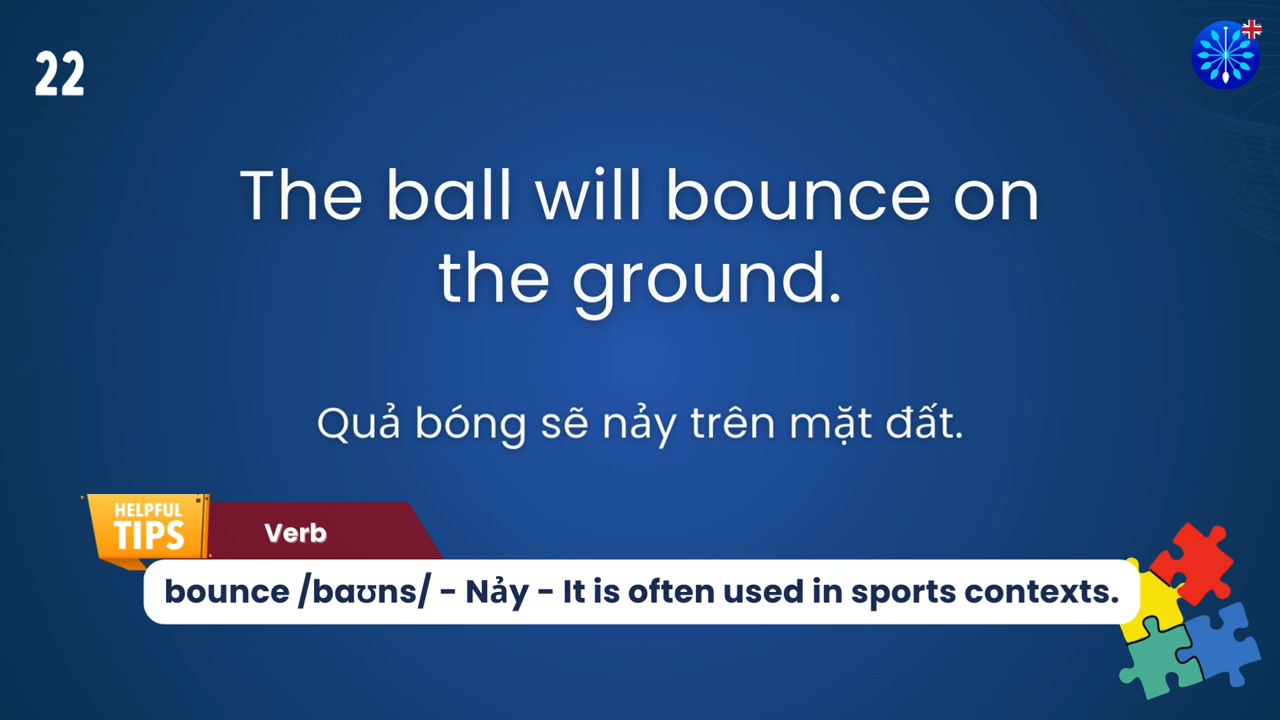 22
The ball will bounce on
the ground.
Quả bóng sẽ nảy trên mặt đất.
HELPFUL
TIPS
Verb
bounce /baʊns/ - Nảy - It is often used in sports contexts.